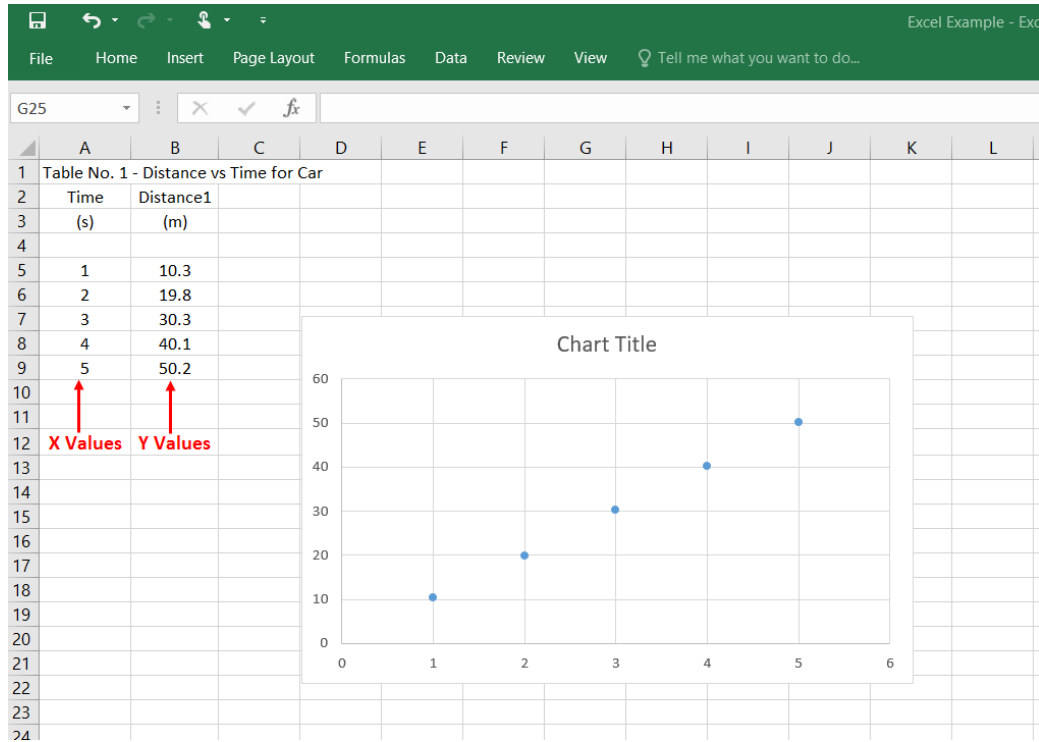 Excel Example - Exc
File Home Insert Page Layout Formulas Data Review View Tell me what you want to do...
G25 fx
A B C D E F G H I J K L
1 Table No. 1 - Distance vs Time for Car
2 Time Distance1
3 (s) (m)
4
5 1 10.3
6 2 19.8
7 3 30.3
8 4 40.1
9 5 50.2
10
11
12 X Values Y Values
13
14
15
16
17
18
19
20
21
22
23
24
Chart Title
60
50
40
30
20
10
0
0 1 2 3 4 5 6